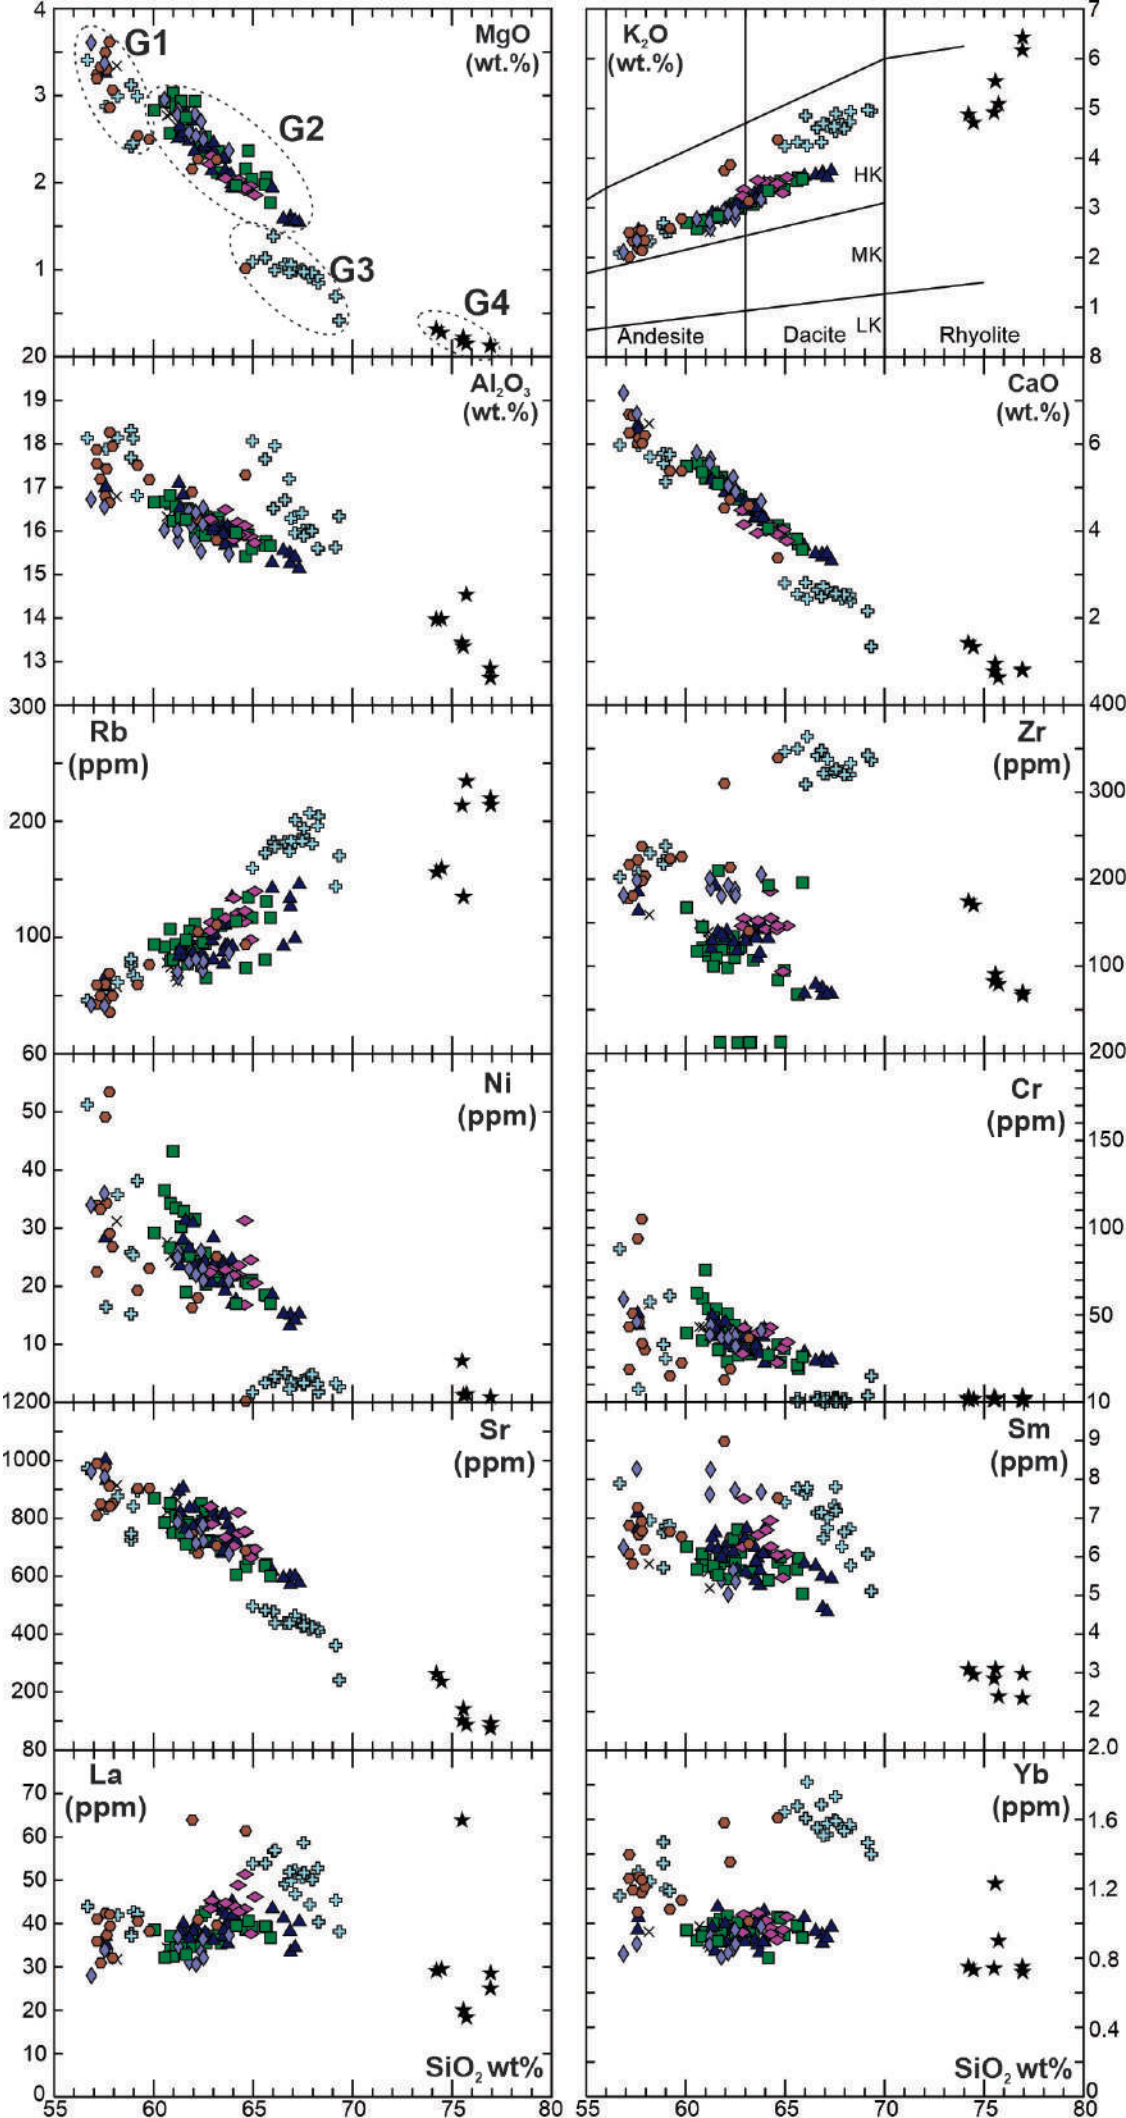 4
3
2
1
20
MgO
(wt.%)
G1
G2
G3
G4
7
6
5
4
3
2
1
8
K2O
(wt.%)
HK
MK
LK
Andesite
Dacite
Rhyolite
19
18
17
16
15
14
13
300
Al2O3
(wt.%)
6
4
2
400
CaO
(wt.%)
200
100
60
Rb
(ppm)
300
200
100
200
Zr
(ppm)
50
40
30
20
10
1200
Ni
(ppm)
150
100
50
10
Cr
(ppm)
1000
800
600
400
200
80
Sr
(ppm)
9
8
7
6
5
4
3
2
2.0
Sm
(ppm)
70
60
50
40
30
20
10
0
La
(ppm)
SiO2 wt%
55 60 65 70 75 80
1.6
1.2
0.8
0.4
0
Yb
(ppm)
SiO2 wt%
55 60 65 70 75 80